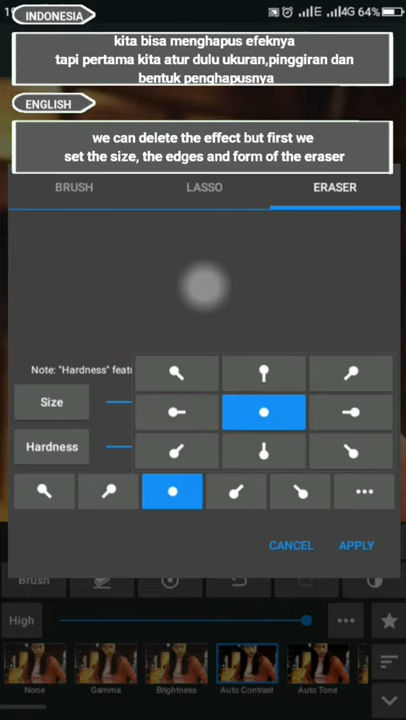 INDONESIA
kita bisa menghapus efeknya
tapi pertama kita atur dulu ukuran,pinggiran dan
bentuk penghapusnya
ENGLISH
we can delete the effect but first we
set the size, the edges and form of the eraser
4G 64%
BRUSH LASSO ERASER
Note: "Hardness" feat
Size
Hardness
CANCEL APPLY
Brush
High
None Gamma Brightness Auto Contrast Auto Tone